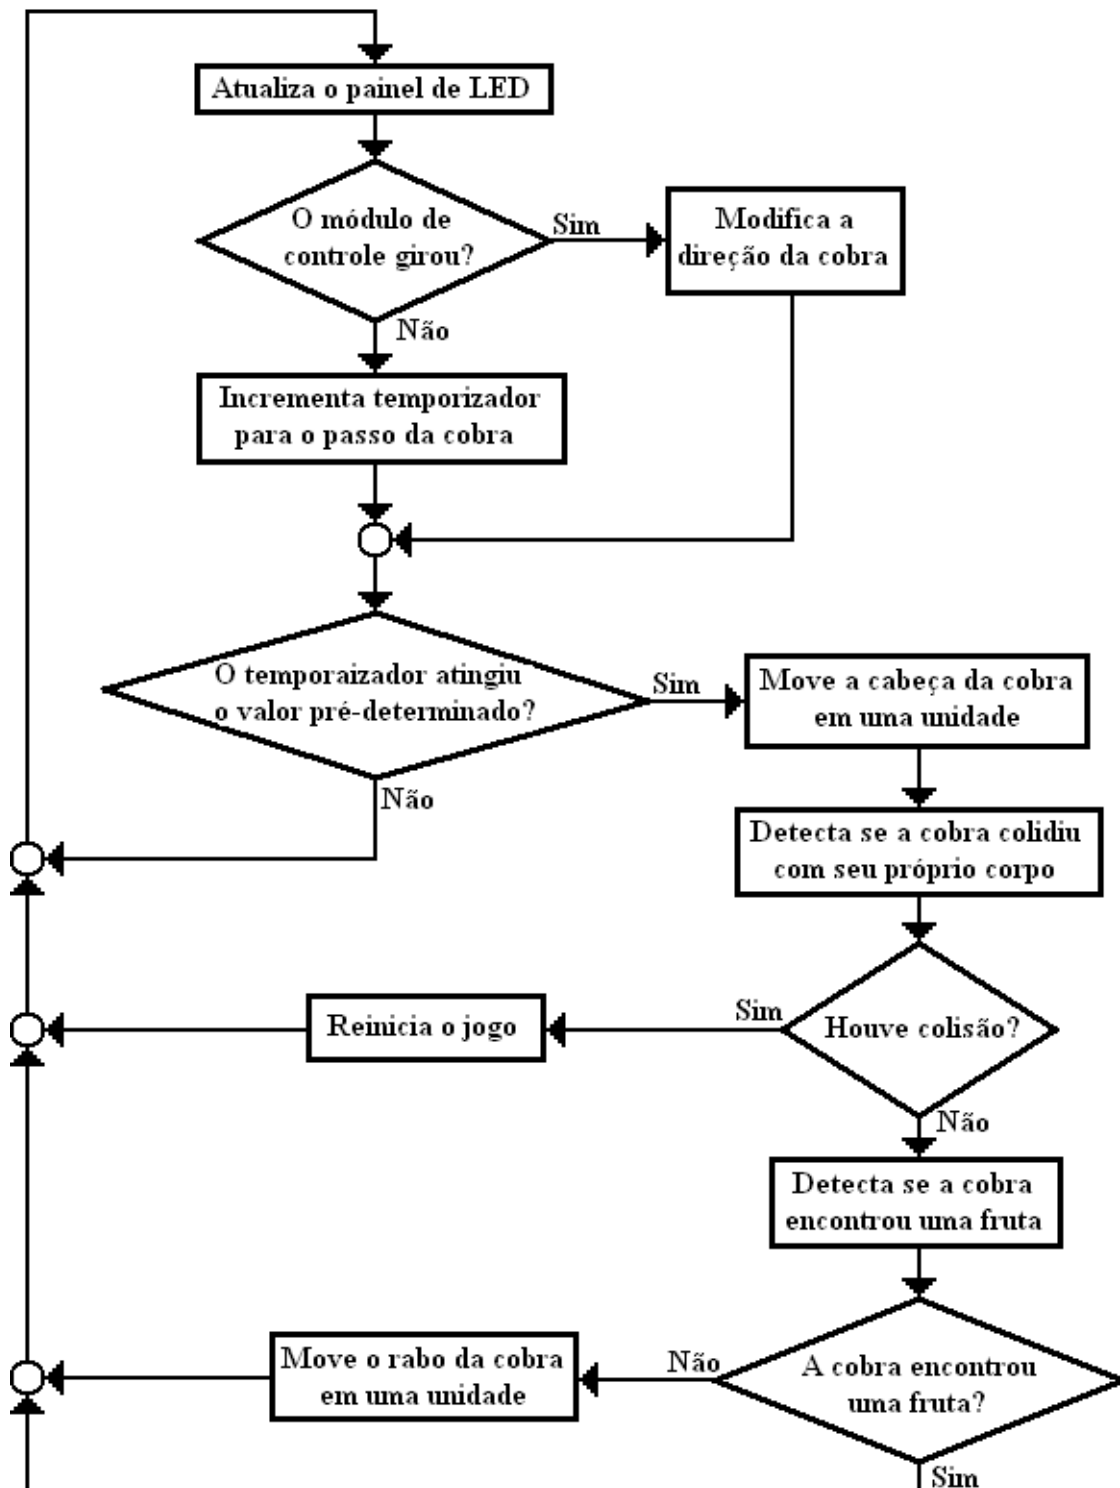 Atualiza o painel de LED
O módulo de
controle girou?
Sim
Modifica a
direção da cobra
Não
Incrementa temporizador
para o passo da cobra
O temporaizador atingiu
o valor pré-determinado?
Sim
Move a cabeça da cobra
em uma unidade
Não
Detecta se a cobra colidiu
com seu próprio corpo
Houve colisão?
Sim
Reinicia o jogo
Não
Detecta se a cobra
encontrou uma fruta
A cobra encontrou
uma fruta?
Não
Move o rabo da cobra
em uma unidade
Sim